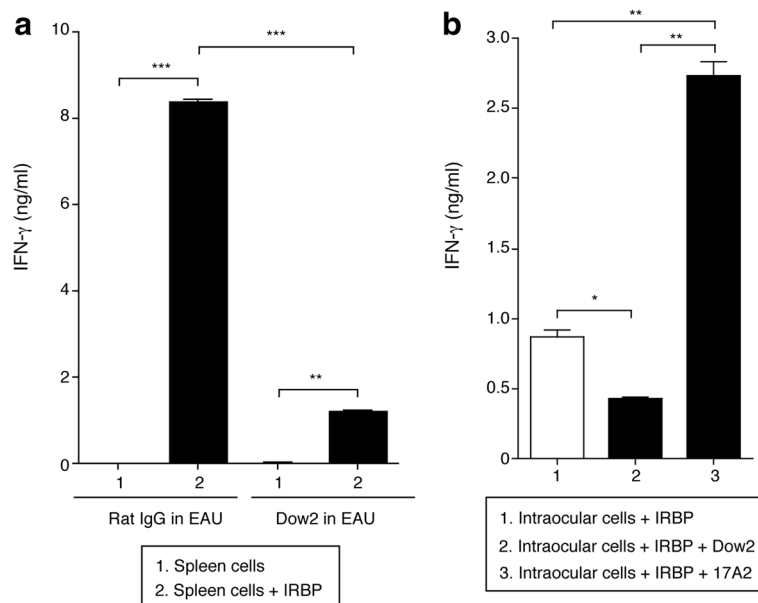 a
***
***
**
IFN-γ (ng/ml)
10
8
6
4
2
0
1 2 1 2
Rat IgG in EAU Dow2 in EAU
1. Spleen cells
2. Spleen cells + IRBP
b
**
**
*
IFN-γ (ng/ml)
3.0
2.5
2.0
1.5
1.0
0.5
0
1 2 3
1. Intraocular cells + IRBP
2. Intraocular cells + IRBP + Dow2
3. Intraocular cells + IRBP + 17A2